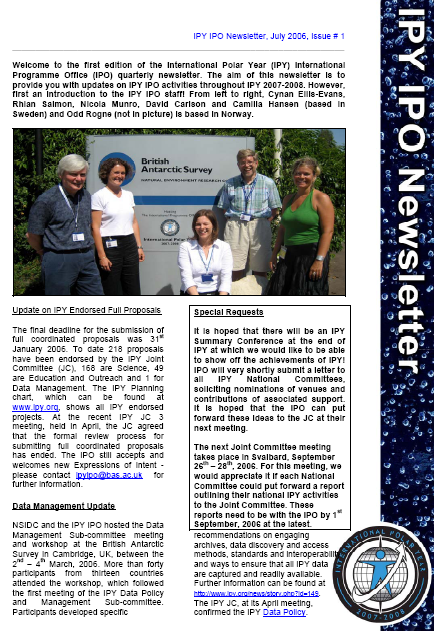 IPY IPO Newsletter, July 2006, Issue # 1
IPY IPO Newsletter
Welcome to the first edition of the International Polar Year (IPY) International
Programme Office (IPO) quarterly newsletter. The aim of this newsletter is to
provide you with updates on IPY IPO activities throughout IPY 2007-2008. However,
first an introduction to the IPY IPO staff! From left to right, Cynan Ellis-Evans,
Rhian Salmon, Nicola Munro, David Carlson and Camilla Hansen (based in
Sweden) and Odd Rogne (not in picture) is based in Norway.
British
Antarctic Survey
NATURAL ENVIRONMENT RESEARCH
International Polar
Update on IPY Endorsed Full Proposals
The final deadline for the submission of
full coordinated proposals was 31st
January 2006. To date 218 proposals
have been endorsed by the IPY Joint
Committee (JC), 168 are Science, 49
are Education and Outreach and 1 for
Data Management. The IPY Planning
chart, which can be found at
www.ipy.org, shows all IPY endorsed
projects. At the recent IPY JC 3
meeting, held in April, the JC agreed
that the formal review process for
submitting full coordinated proposals
has ended. The IPO still accepts and
welcomes new Expressions of Intent -
please contact ipyipo@bas.ac.uk for
further information.
Data Management Update
NSIDC and the IPY IPO hosted the Data
Management Sub-committee meeting
and workshop at the British Antarctic
Survey in Cambridge, UK, between the
2nd – 4th March, 2006. More than forty
participants from thirteen countries
attended the workshop, which followed
the first meeting of the IPY Data Policy
and Management Sub-committee.
Participants developed specific
Special Requests
It is hoped that there will be an IPY
Summary Conference at the end of
IPY at which we would like to be able
to show off the achievements of IPY!
IPO will very shortly submit a letter to
all IPY National Committees,
soliciting nominations of venues and
contributions of associated support.
It is hoped that the IPO can put
forward these ideas to the JC at their
next meeting.
The next Joint Committee meeting
takes place in Svalbard, September
26th – 28th, 2006. For this meeting, we
would appreciate it if each National
Committee could put forward a report
outlining their national IPY activities
to the Joint Committee. These
reports need to be with the IPO by 1st
September, 2006 at the latest.
recommendations on engaging
archives, data discovery and access
methods, standards and interoperability
and ways to ensure that all IPY data
are captured and readily available.
Further information can be found at
http://www.ipy.org/news/story.php?id=149.
The IPY JC, at its April meeting,
confirmed the IPY Data Policy.
INTERNATIONAL POLAR YEAR
2007-2008